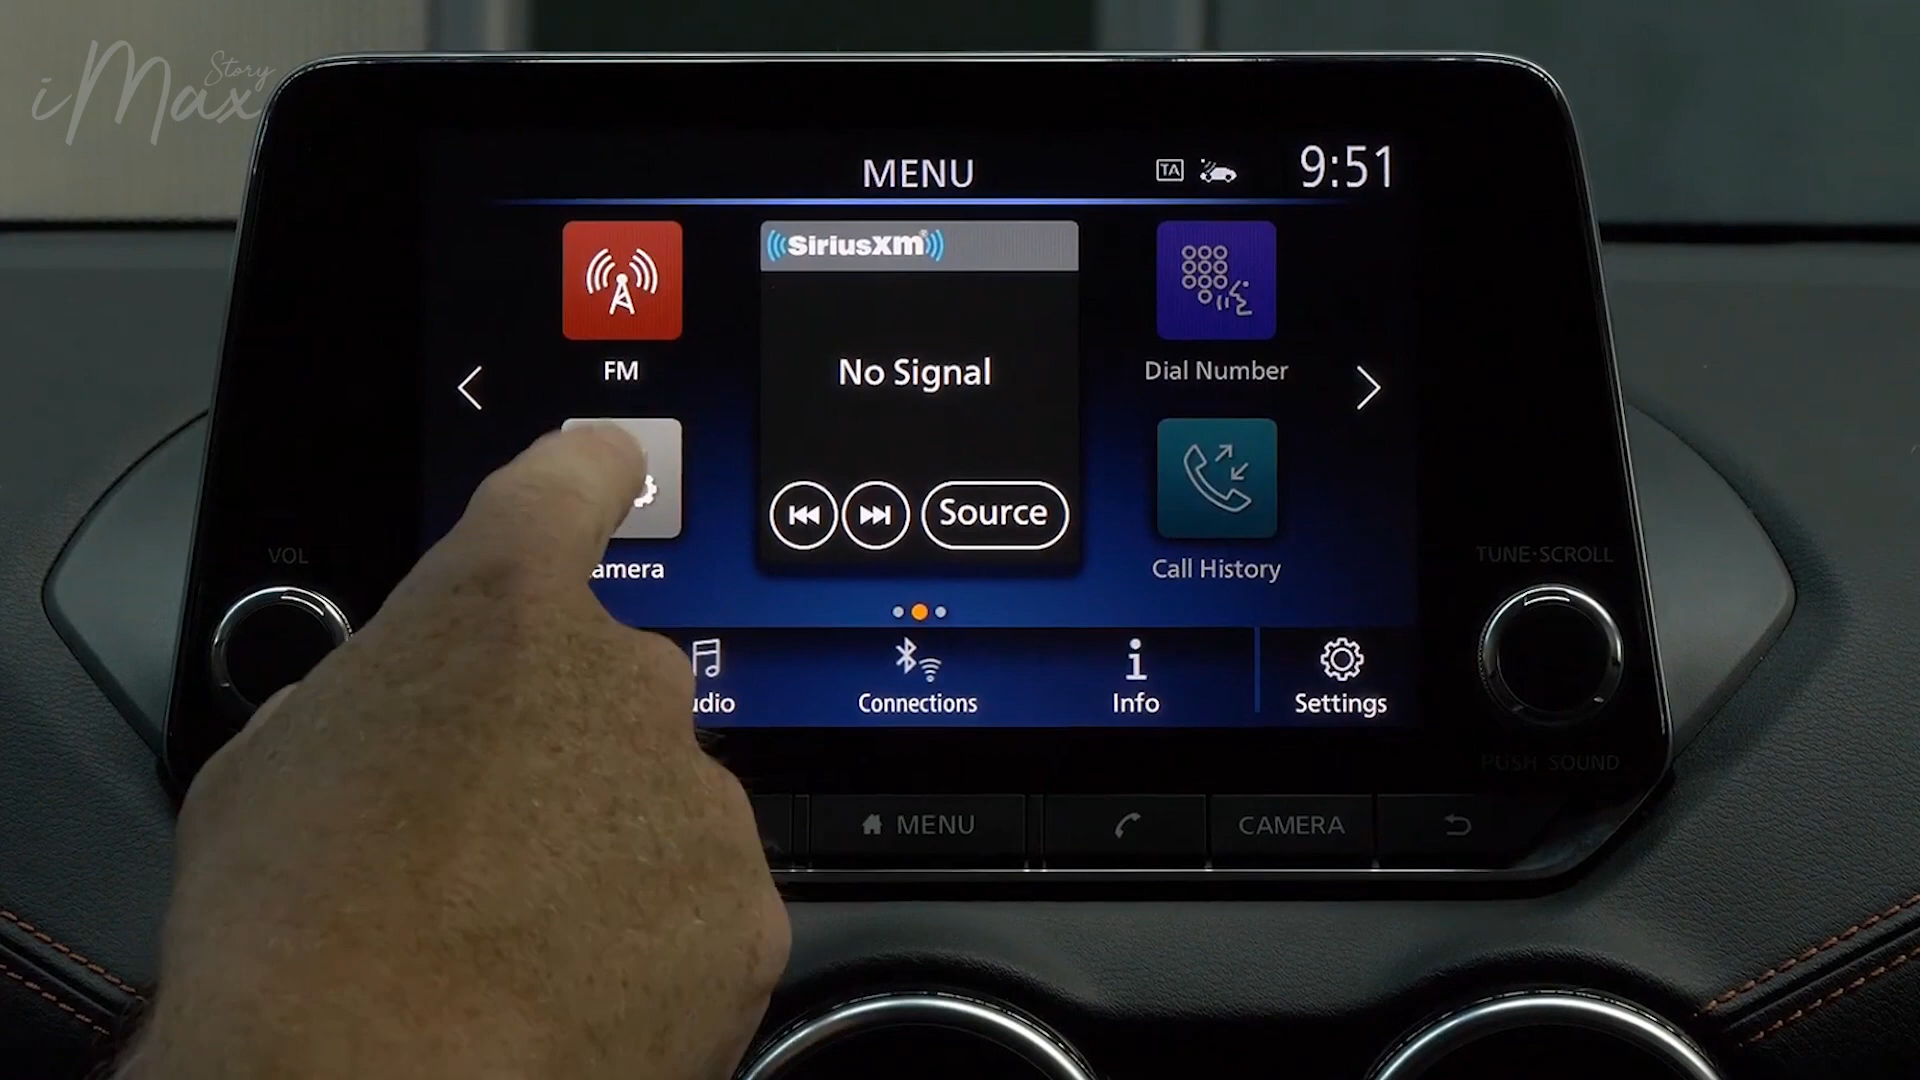 iMax Story
MENU
TA
9:51
SiriusXm
FM
No Signal
Dial Number
Source
amera
Call History
VOL
TUNE·SCROLL
udio
Connections
Info
Settings
PUSH SOUND
MENU
CAMERA